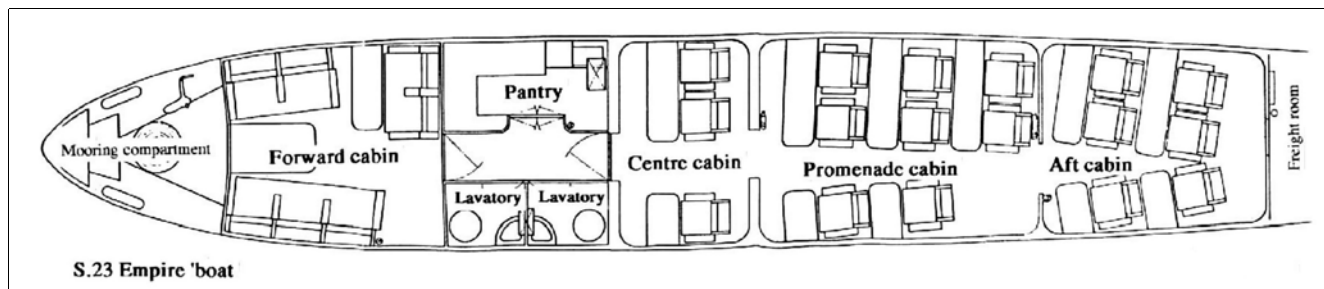 Mooring compartment
Forward cabin
Pantry
Lavatory
Lavatory
Centre cabin
Promenade cabin
Aft cabin
Freight room
S.23 Empire 'boat